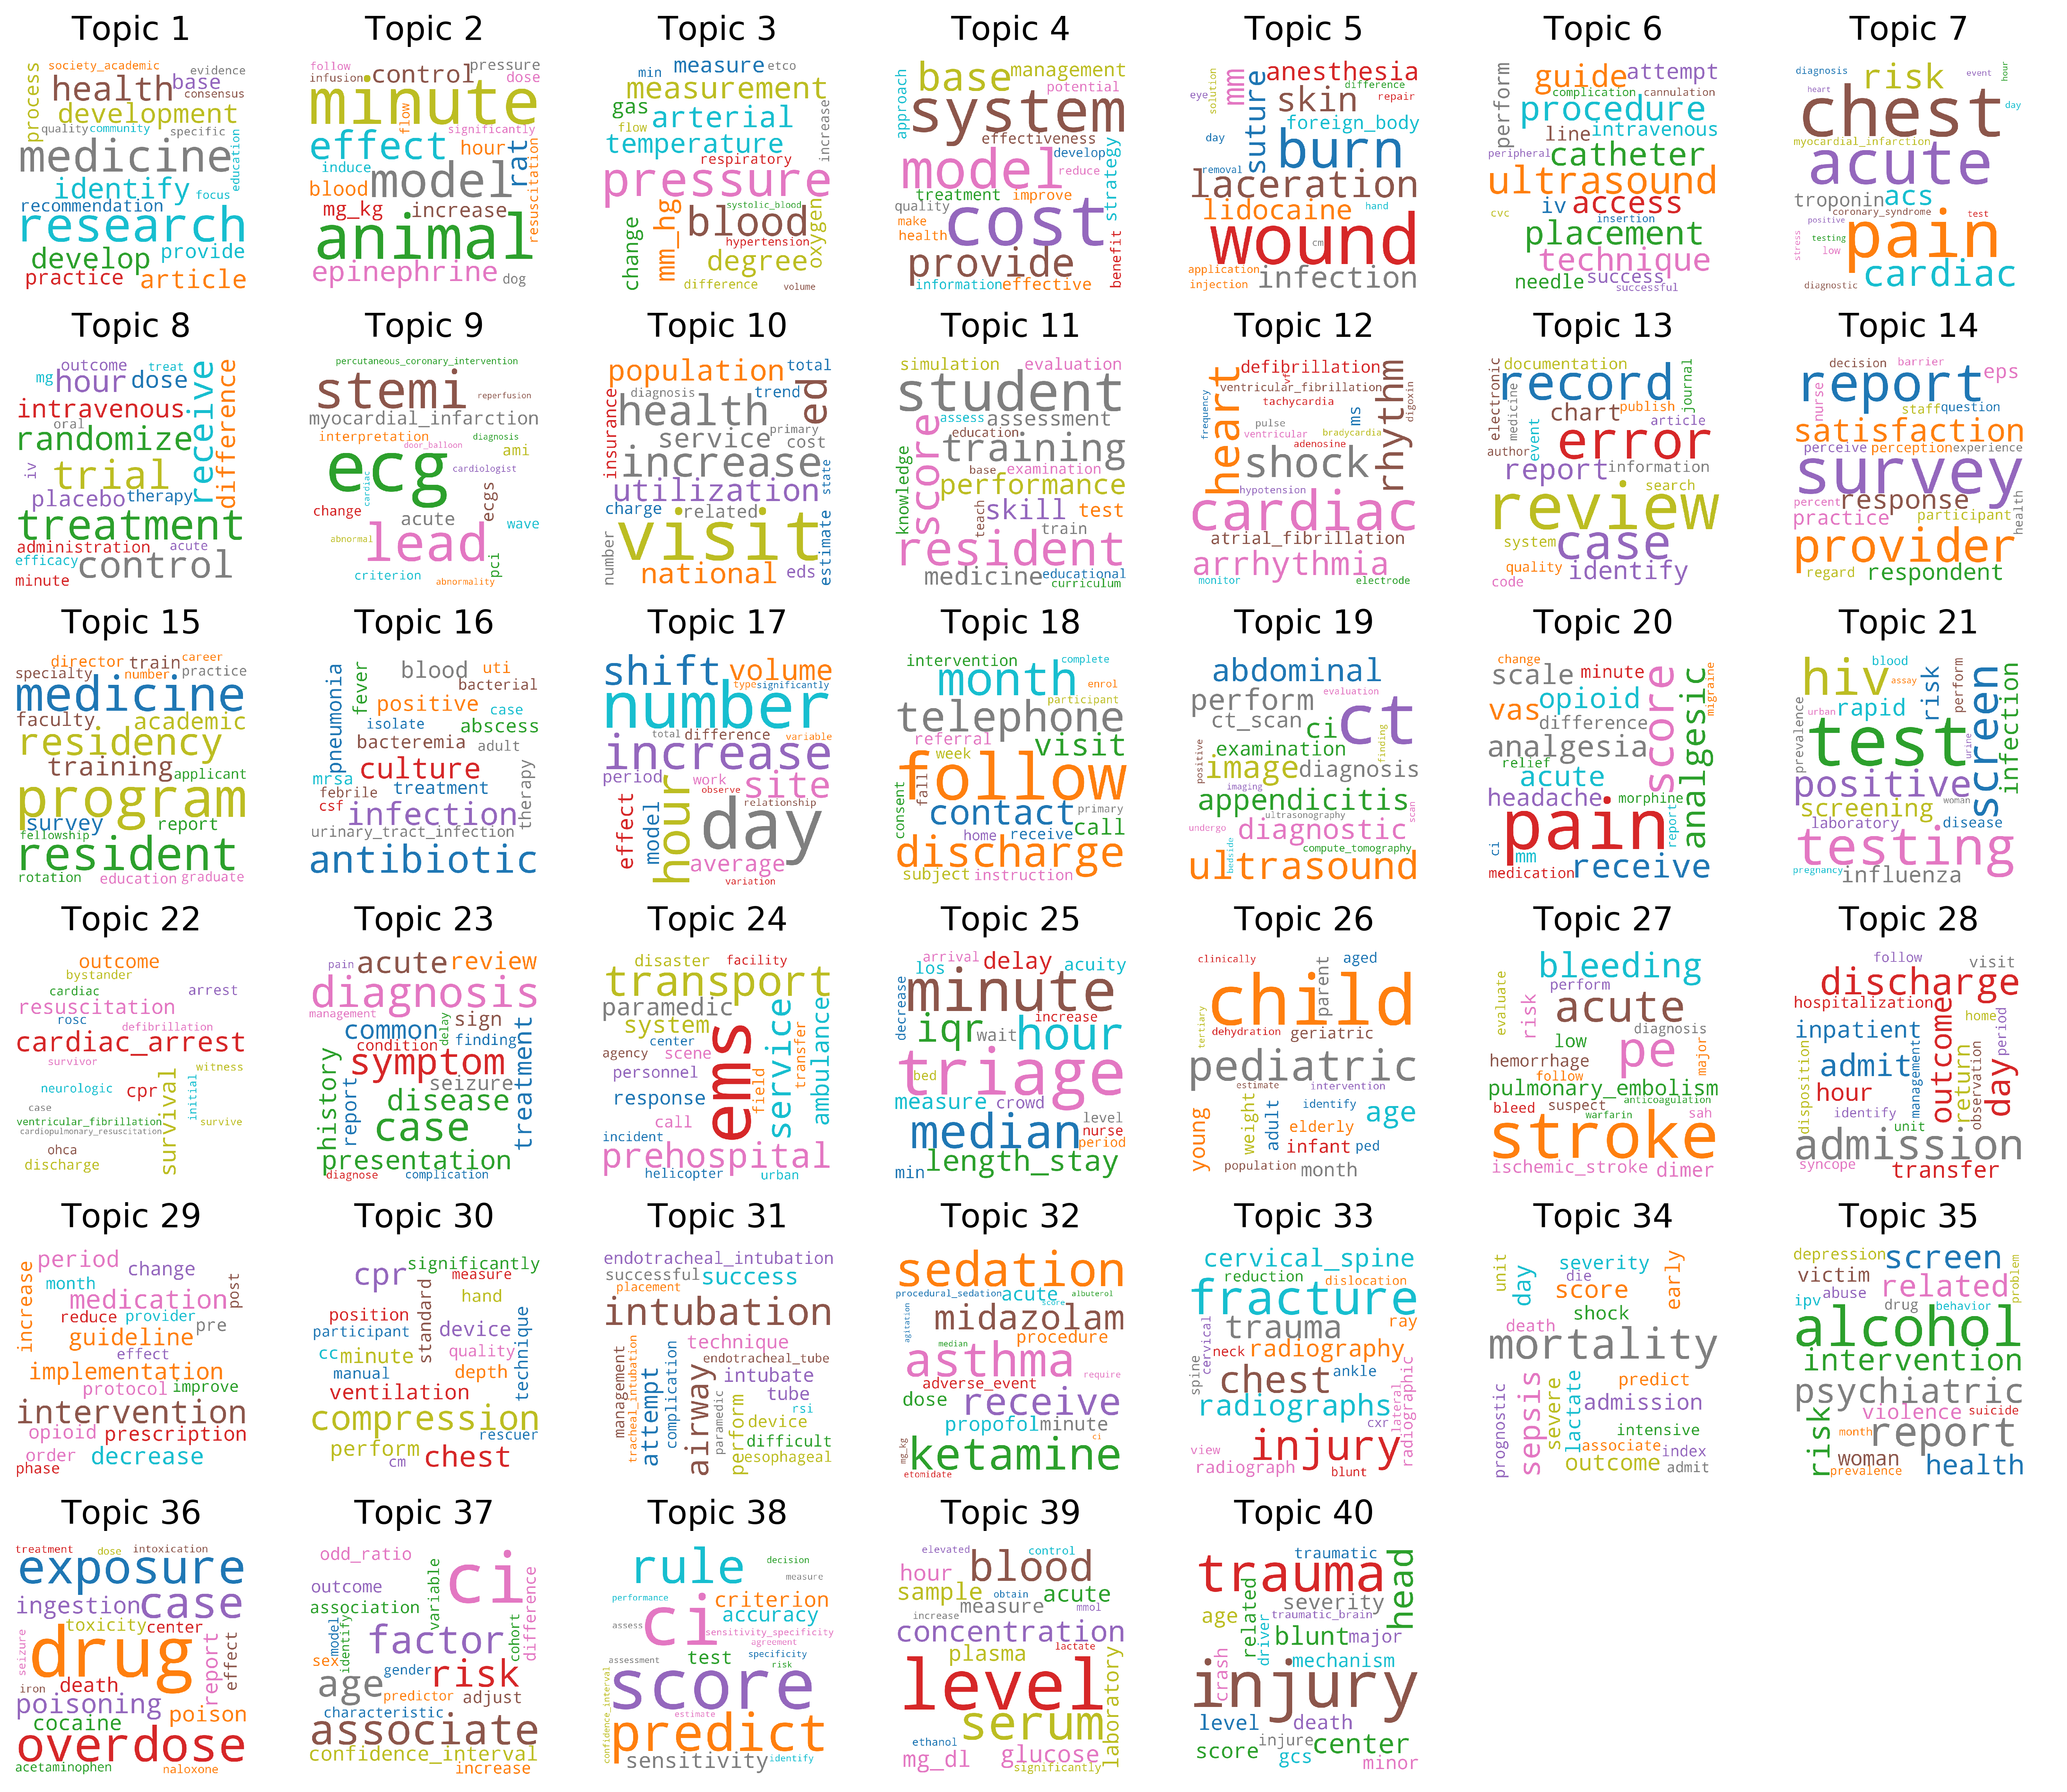 Topic 1
society_academic
evidence
process
health
base
consensus
development
quality
community
specific
medicine
education
identify
focus
recommendation
research
develop
provide
practice
article
Topic 2
follow
pressure
infusion
control
dose
minute
flow
significantly
effect
hour
rat
induce
blood
model
resuscitation
mg_kg
increase
animal
epinephrine
dog
Topic 3
min
measure
etco
measurement
gas
arterial
flow
temperature
increase
respiratory
pressure
systolic_blood
blood
oxygen
change
mm_hg
hypertension
degree
difference
volume
Topic 4
approach
base
management
potential
system
effectiveness
model
develop
reduce
strategy
treatment
improve
quality
cost
make
health
benefit
provide
information
effective
Topic 5
eye
solution
mm
anesthesia
difference
skin
repair
suture
foreign_body
day
burn
removal
laceration
lidocaine
hand
wound
cm
application
injection
infection
Topic 6
perform
guide
attempt
complication
cannulation
hour
procedure
line
intravenous
peripheral
catheter
ultrasound
iv
access
cvc
insertion
placement
technique
needle
success
successful
Topic 7
diagnosis
risk
event
hour
heart
chest
day
myocardial_infarction
acute
troponin
acs
coronary_syndrome
positive
test
stress
testing
low
pain
cardiac
diagnostic
Topic 8
outcome
treat
mg
hour
dose
receive
difference
intravenous
oral
randomize
iv
trial
placebo
therapy
treatment
administration
acute
efficacy
control
minute
Topic 9
percutaneous_coronary_intervention
stemi
reperfusion
myocardial_infarction
interpretation
diagnosis
door_balloon
ami
ecg
cardiologist
cardiac
ecgs
change
acute
wave
abnormal
lead
pci
criterion
abnormality
Topic 10
population
total
diagnosis
trend
ed
insurance
health
service
primary
cost
increase
utilization
state
charge
related
visit
estimate
number
national
eds
Topic 11
simulation
evaluation
student
assess
assessment
score
education
training
knowledge
base
examination
performance
teach
skill
test
train
resident
medicine
educational
curriculum
Topic 12
defibrillation
heart
rhythm
vf
ventricular_fibrillation
tachycardia
frequency
ms
digoxin
pulse
ventricular
bradycardia
adenosine
shock
hypotension
cardiac
atrial_fibrillation
arrhythmia
monitor
electrode
Topic 13
electronic
documentation
journal
record
medicine
chart
publish
article
event
error
author
report
information
search
review
system
case
quality
identify
code
Topic 14
decision
barrier
report
eps
nurse
staff
question
satisfaction
perceive
perception
experience
survey
percent
response
health
practice
participant
provider
regard
respondent
Topic 15
director
train
career
specialty
number
practice
medicine
faculty
academic
residency
training
applicant
program
survey
report
fellowship
resident
rotation
education
graduate
Topic 16
pneumonia
fever
blood
uti
bacterial
positive
case
isolate
abscess
bacteremia
adult
culture
mrsa
treatment
therapy
febrile
csf
infection
urinary_tract_infection
antibiotic
Topic 17
shift
volume
type
significantly
number
total
difference
variable
increase
period
work
site
observe
hour
effect
model
relationship
day
average
variation
Topic 18
intervention
complete
month
enrol
participant
telephone
referral
week
visit
follow
consent
fall
contact
primary
home
receive
call
discharge
subject
instruction
Topic 19
abdominal
perform
evaluation
ct_scan
ci
ct
finding
examination
positive
image
diagnosis
imaging
appendicitis
ultrasonography
scan
undergo
diagnostic
compute_tomography
bedside
ultrasound
Topic 20
change
scale
minute
score
migraine
opioid
vas
difference
analgesic
analgesia
relief
acute
headache
morphine
pain
report
ci
mm
medication
receive
Topic 21
hiv
blood
risk
perform
screen
assay
urban
rapid
infection
prevalence
test
urine
positive
woman
screening
laboratory
disease
testing
pregnancy
influenza
Topic 22
outcome
bystander
cardiac
arrest
resuscitation
rosc
defibrillation
cardiac_arrest
survivor
witness
survival
neurologic
cpr
initial
case
ventricular_fibrillation
survive
cardiopulmonary_resuscitation
ohca
discharge
Topic 23
pain
acute
review
diagnosis
management
common
delay
sign
condition
finding
treatment
history
symptom
seizure
report
disease
case
presentation
diagnose
complication
Topic 24
disaster
facility
transport
paramedic
service
ambulance
system
center
ems
transfer
agency
scene
field
personnel
response
call
incident
prehospital
helicopter
urban
Topic 25
arrival
delay
acuity
los
decrease
minute
increase
iqr
wait
hour
triage
bed
measure
crowd
level
nurse
median
period
min
length_stay
Topic 26
clinically
parent
aged
child
tertiary
dehydration
geriatric
pediatric
estimate
intervention
young
weight
adult
identify
age
elderly
infant
ped
population
month
Topic 27
bleeding
evaluate
perform
risk
acute
diagnosis
low
pe
major
hemorrhage
follow
pulmonary_embolism
anticoagulation
bleed
suspect
warfarin
sah
stroke
ischemic_stroke
dimer
Topic 28
follow
visit
discharge
hospitalization
home
outcome
period
inpatient
management
return
observation
day
disposition
admit
hour
identify
unit
admission
syncope
transfer
Topic 29
increase
period
change
post
month
medication
reduce
provider
guideline
pre
effect
implementation
protocol
improve
intervention
opioid
prescription
order
decrease
phase
Topic 30
significantly
cpr
measure
standard
hand
position
participant
device
technique
cc
minute
quality
manual
depth
ventilation
compression
rescuer
perform
cm
chest
Topic 31
endotracheal_intubation
successful
success
placement
intubation
management
tracheal_intubation
technique
endotracheal_tube
attempt
complication
airway
intubate
tube
paramedic
rsi
perform
device
difficult
esophageal
Topic 32
sedation
procedural_sedation
acute
albuterol
score
agitation
midazolam
median
procedure
asthma
require
adverse_event
dose
receive
propofol
minute
mg_kg
ci
ketamine
etomidate
Topic 33
cervical_spine
reduction
dislocation
fracture
cervical
trauma
ray
neck
radiography
spine
chest
ankle
radiographs
lateral
radiographic
cxr
view
injury
radiograph
blunt
Topic 34
unit
day
severity
die
early
score
shock
death
mortality
predict
prognostic
sepsis
severe
lactate
admission
intensive
associate
index
outcome
admit
Topic 35
depression
screen
problem
victim
related
abuse
ipv
drug
behavior
alcohol
intervention
psychiatric
risk
violence
suicide
month
report
woman
prevalence
health
Topic 36
treatment
dose
intoxication
exposure
ingestion
case
toxicity
center
seizure
drug
report
effect
iron
death
poisoning
poison
cocaine
overdose
acetaminophen
naloxone
Topic 37
odd_ratio
ci
outcome
variable
association
difference
model
identify
cohort
factor
sex
gender
age
risk
predictor
adjust
characteristic
associate
confidence_interval
increase
Topic 38
rule
decision
measure
performance
criterion
ci
accuracy
assess
sensitivity_specificity
agreement
test
specificity
assessment
risk
score
confidence_interval
estimate
predict
sensitivity
identify
Topic 39
elevated
control
hour
blood
sample
obtain
acute
measure
mmol
increase
concentration
plasma
lactate
level
laboratory
serum
ethanol
mg_dl
glucose
significantly
Topic 40
traumatic
trauma
head
related
severity
age
traumatic_brain
driver
blunt
major
crash
mechanism
injury
level
death
injure
center
score
gcs
minor